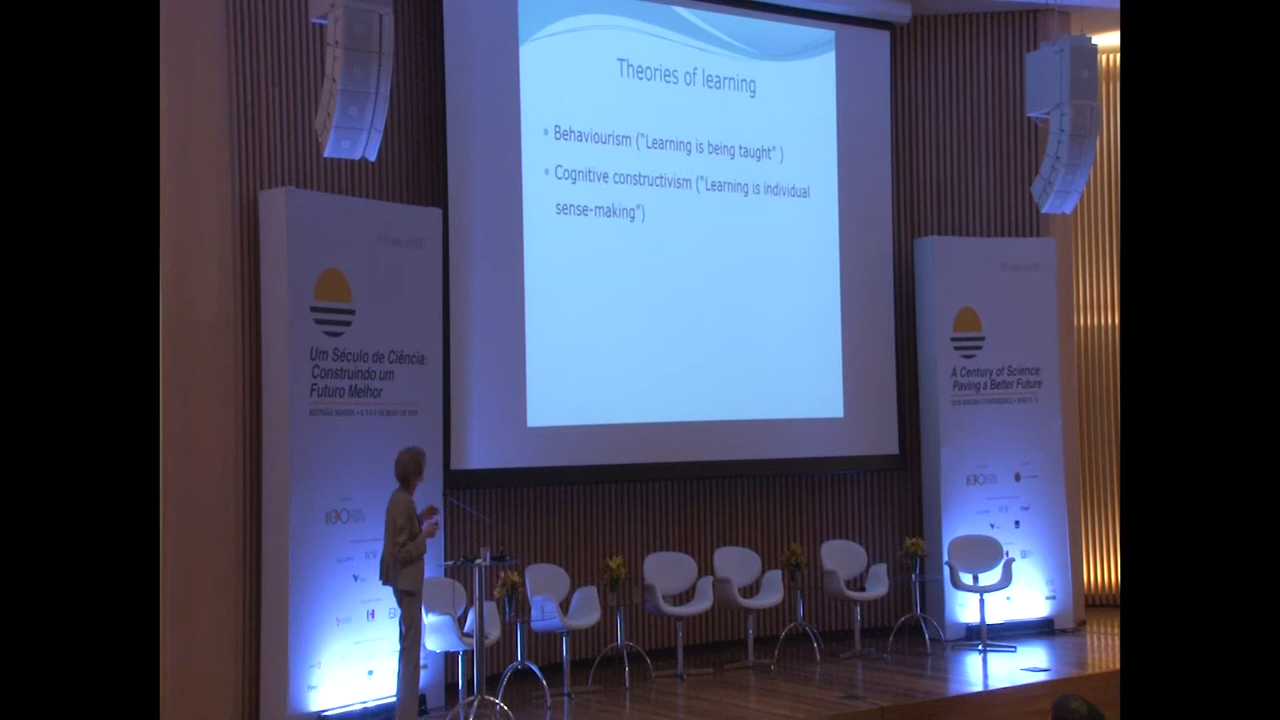 Theories of learning
• Behaviourism ("Learning is being taught" )
• Cognitive constructivism ("Learning is individual
sense-making")
Um Século de Ciência:
Construindo um
Futuro Melhor
A Century of Science:
Paving a Better Future